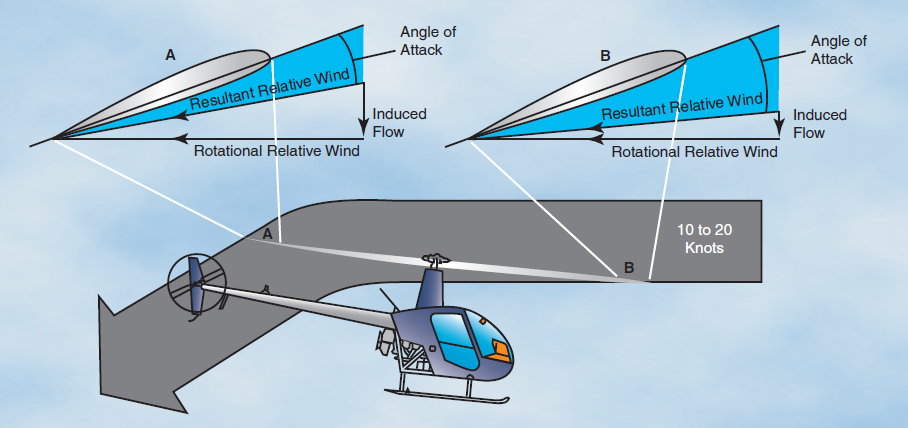 A
Angle of
Attack
Resultant Relative Wind
Induced
Flow
Rotational Relative Wind
B
Angle of
Attack
Resultant Relative Wind
Induced
Flow
Rotational Relative Wind
A
10 to 20
Knots
B